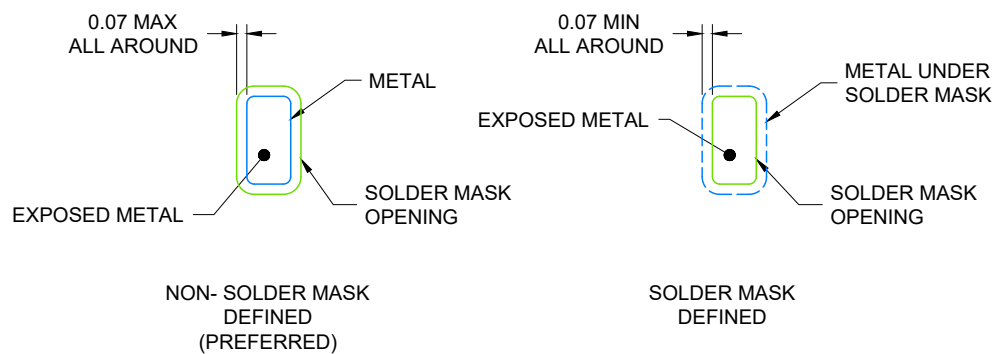 0.07 MAX
ALL AROUND
METAL
EXPOSED METAL
SOLDER MASK
OPENING
NON- SOLDER MASK
DEFINED
(PREFERRED)
0.07 MIN
ALL AROUND
METAL UNDER
SOLDER MASK
EXPOSED METAL
SOLDER MASK
OPENING
SOLDER MASK
DEFINED